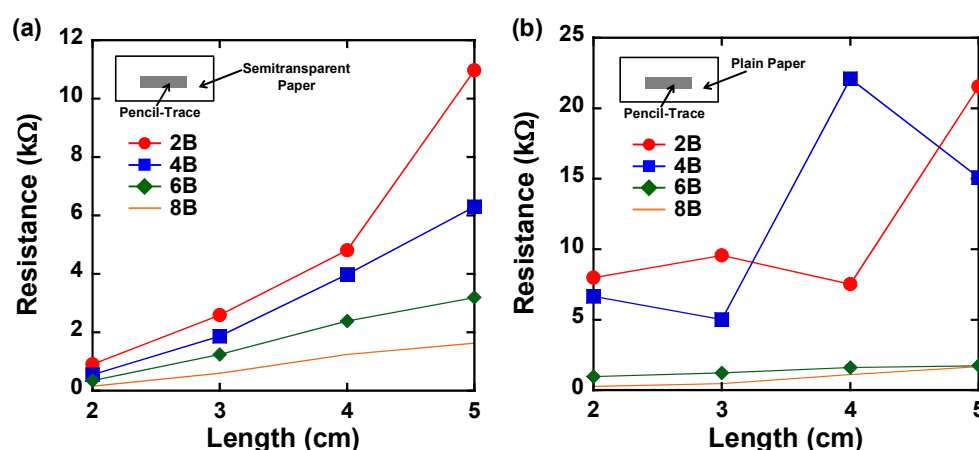 (a)
12
10
8
6
4
2
0
Resistance (kΩ)
Semitransparent
Paper
Pencil-Trace
2B
4B
6B
8B
2
3
4
5
Length (cm)
(b)
25
20
15
10
5
0
Resistance (kΩ)
Plain Paper
Pencil-Trace
2B
4B
6B
8B
2
3
4
5
Length (cm)